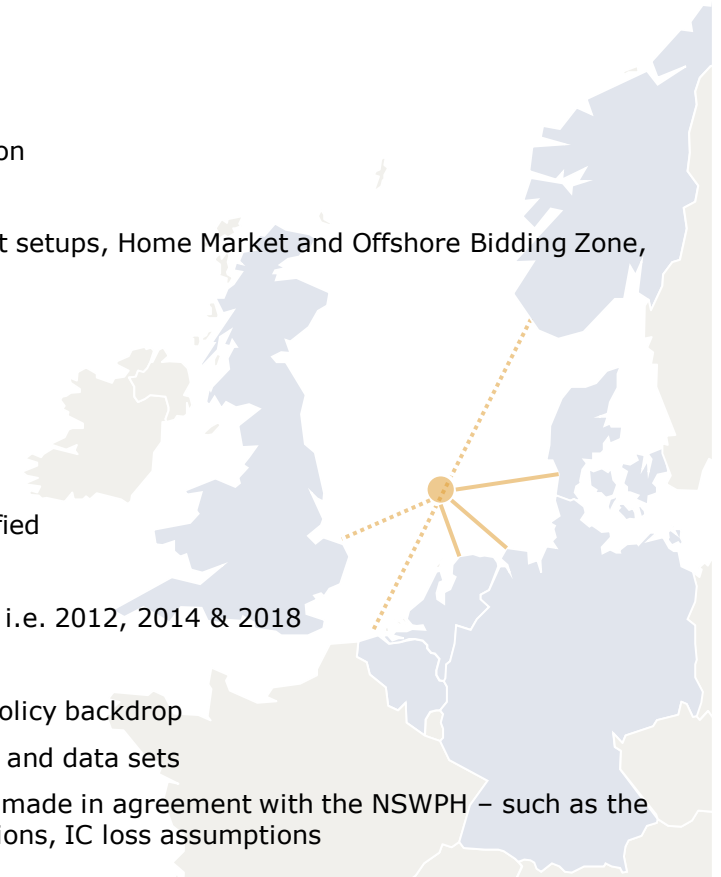 on
t setups, Home Market and Offshore Bidding Zone,
fied
i.e. 2012, 2014 & 2018
olicy backdrop
and data sets
made in agreement with the NSWPH – such as the
ions, IC loss assumptions